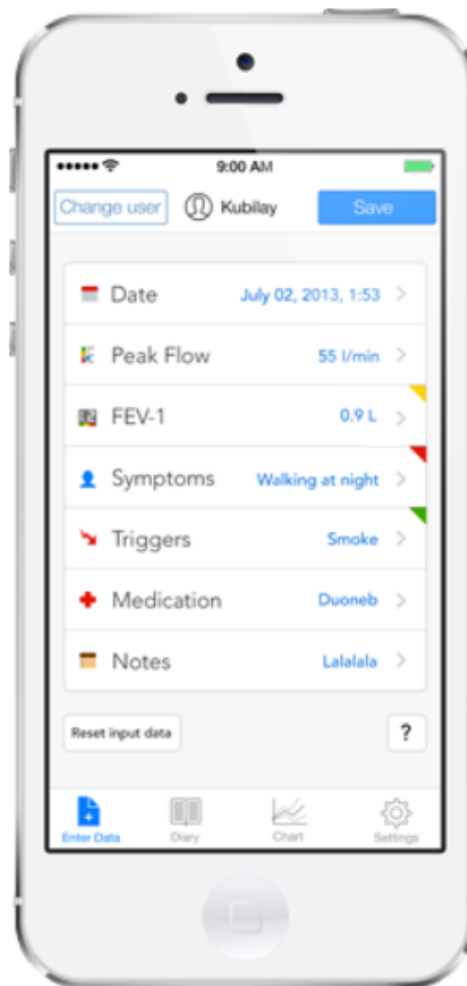 9:00 AM
Change user Kubilay Save
Date July 02, 2013, 1:53
Peak Flow 55 l/min
FEV-1 0.9 L
Symptoms Walking at night
Triggers Smoke
Medication Duoneb
Notes Lalalala
Reset input data ?
Enter Data Diary Chart Settings